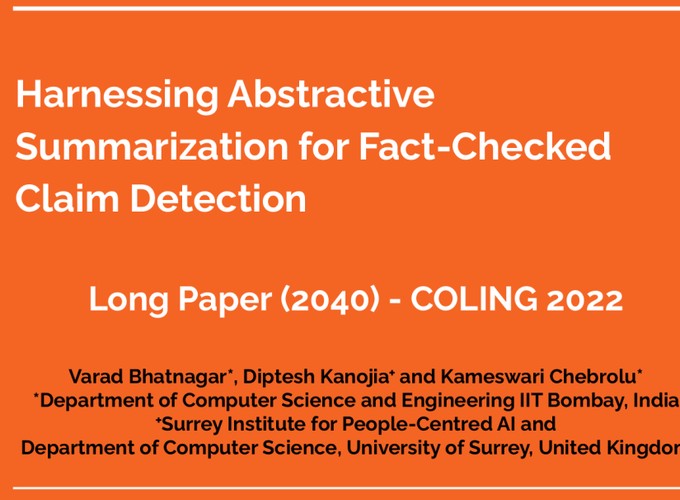 Harnessing Abstractive
Summarization for Fact-Checked
Claim Detection
Long Paper (2040) - COLING 2022
Varad Bhatnagar*, Diptesh Kanojia⁺ and Kameswari Chebrolu*
*Department of Computer Science and Engineering IIT Bombay, India
⁺Surrey Institute for People-Centred AI and
Department of Computer Science, University of Surrey, United